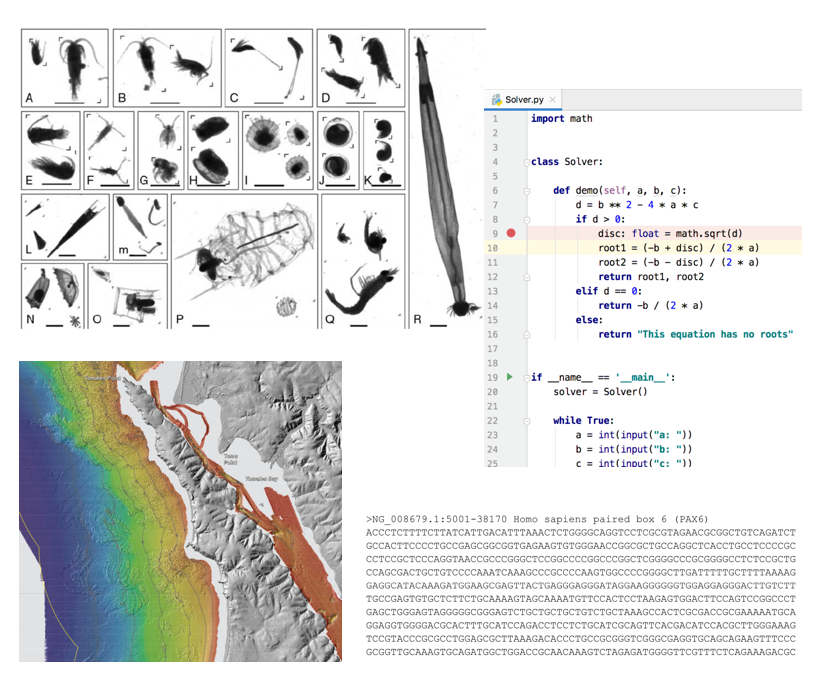 A
B
C
D
E
F
G
H
I
J
K
L
m
N
O
P
Q
R
Solver.py
1 import math
2
3
4 class Solver:
5
6 def demo(self, a, b, c):
7 d = b ** 2 - 4 * a * c
8 if d > 0:
9 disc: float = math.sqrt(d)
10 root1 = (-b + disc) / (2 * a)
11 root2 = (-b - disc) / (2 * a)
12 return root1, root2
13 elif d == 0:
14 return -b / (2 * a)
15 else:
16 return "This equation has no roots"
17
18
19 if __name__ == '__main__':
20 solver = Solver()
21
22 while True:
23 a = int(input("a: "))
24 b = int(input("b: "))
25 c = int(input("c: "))
Toms
Point
Tomales Bay
>NG_008679.1:5001-38170 Homo sapiens paired box 6 (PAX6)
ACCCTCTTTTCTTATCATTGACATTTAAACTCTGGGGCAGGTCCTCGCGTAGAACGCGGCTGTCAGATCT
GCCACTTCCCCTGCCGAGCGGCGGTGAGAAGTGTGGGAACCGGCGCTGCCAGGCTCACCTGCCTCCCCGC
CCTCCGCTCCCAGGTAACCGCCCGGGCTCCGGCCCCGGCCCGGCTCGGGGCCCGCGGGGCCTCTCCGCTG
CCAGCGACTGCTGTCCCCAAATCAAAGCCCGCCCCAAGTGGCCCCGGGGCTTGATTTTTGCTTTTAAAAG
GAGGCATACAAAGATGGAAGCGAGTTACTGAGGGAGGGATAGGAAGGGGGGTGGAGGAGGGACTTGTCTT
TGCCGAGTGTGCTCTTCTGCAAAAGTAGCAAAATGTTCCACTCCTAAGAGTGGACTTCCAGTCCGGCCCT
GAGCTGGGAGTAGGGGGCGGGAGTCTGCTGCTGCTGTCTGCTAAAGCCACTCGCGACCGCGAAAAATGCA
GGAGGTGGGGACGCACTTTGCATCCAGACCTCCTCTGCATCGCAGTTCACGACATCCACGCTTGGGAAAG
TCCGTACCCGCGCCTGGAGCGCTTAAAGACACCCTGCCGCGGGTCGGGCGAGGTGCAGCAGAAGTTTCCC
GCGGTTGCAAAGTGCAGATGGCTGGACCGCAACAAAGTCTAGAGATGGGGTTCGTTTCTCAGAAAGACGC